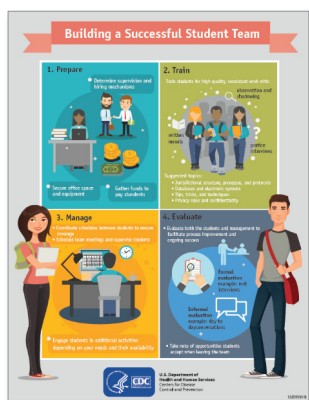 Building a Successful Student Team
1. Prepare
Determine supervision and
hiring mechanisms
Secure office space
and equipment
Gather funds to
pay students
2. Train
Train students for high quality, consistent work with:
observation and
shadowing
written
manuals
practice
interviews
Suggested topics:
• Jurisdictional structure, processes, and protocols
• Databases and electronic systems
• Tips, tricks, and techniques
• Privacy rules and confidentiality
3. Manage
• Coordinate schedules between students to ensure
coverage
• Schedule team meetings and supervise students
• Engage students in additional activities
depending on your needs and their availability
4. Evaluate
• Evaluate both the students and management to
facilitate process improvement and
ongoing success
Formal
evaluation
example: exit
interviews
Informal
evaluation
example: day to
day conversations
• Take note of opportunities students
accept when leaving the team
CDC
U.S. Department of
Health and Human Services
Centers for Disease
Control and Prevention